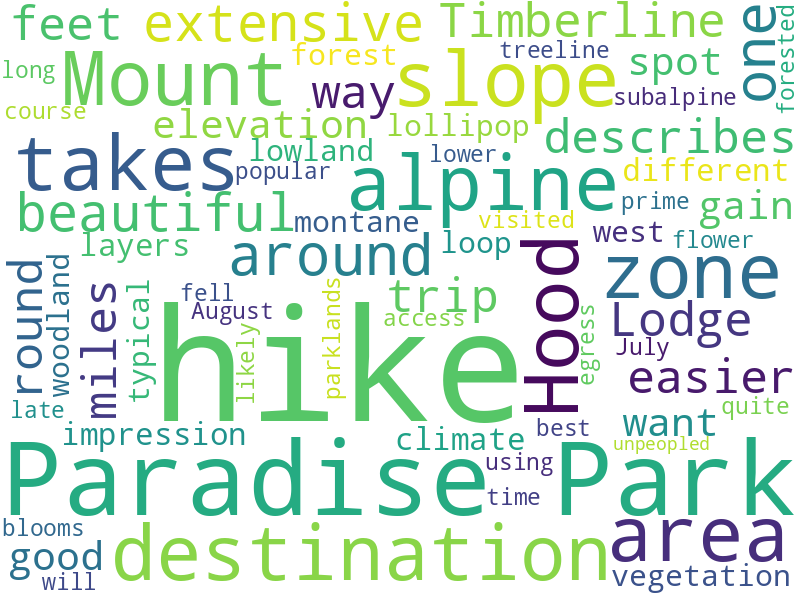 feet extensive Timberline one forested
long Mount forest slope treeline spot
course way subalpine
elevation lollipop describes
takes lowland popular lower alpine different
beautiful montane visited prime gain
layers around loop west flower
round woodland miles typical fell August trip Hood zone
hike likely parklands access egress Lodge
July easier
late want quite
impression climate best unpeopled
Paradise using Park
time
blooms destination area
good vegetation
will